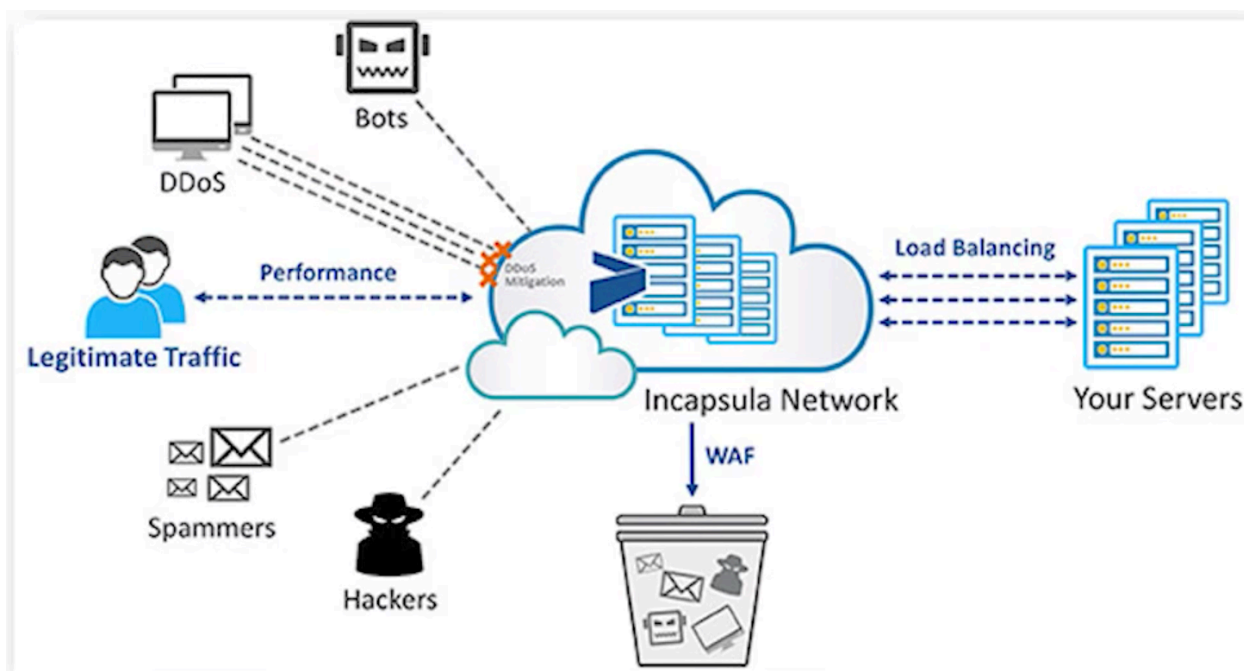 Bots
DDoS
DDoS
Mitigation
Performance
Load Balancing
Legitimate Traffic
Incapsula Network
Your Servers
WAF
Spammers
Hackers